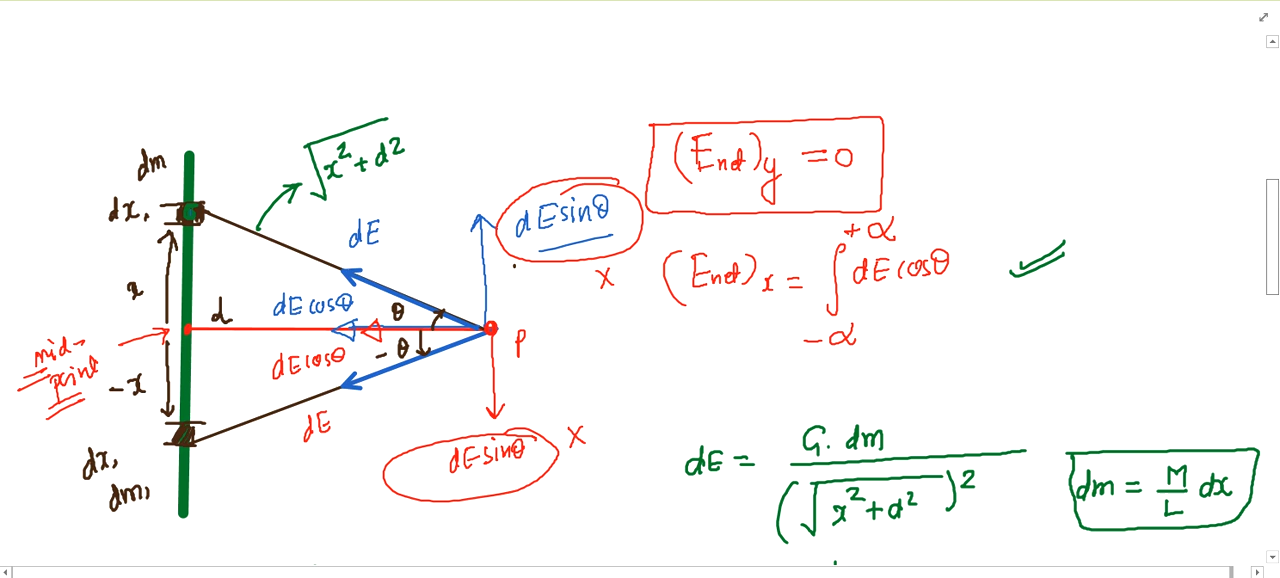 dm
dx,
x
mid-
point
-x
dx,
dm,
√x²+d²
dE
dE cosθ
d
θ
-θ
dE cosθ
dE
P
dE sinθ
x
dE sinθ
x
(Enet)y = 0
(Enet)x = ∫ dE cosθ
+α
-α
dE = G. dm
(√x²+d²)²
dm = M/L dx